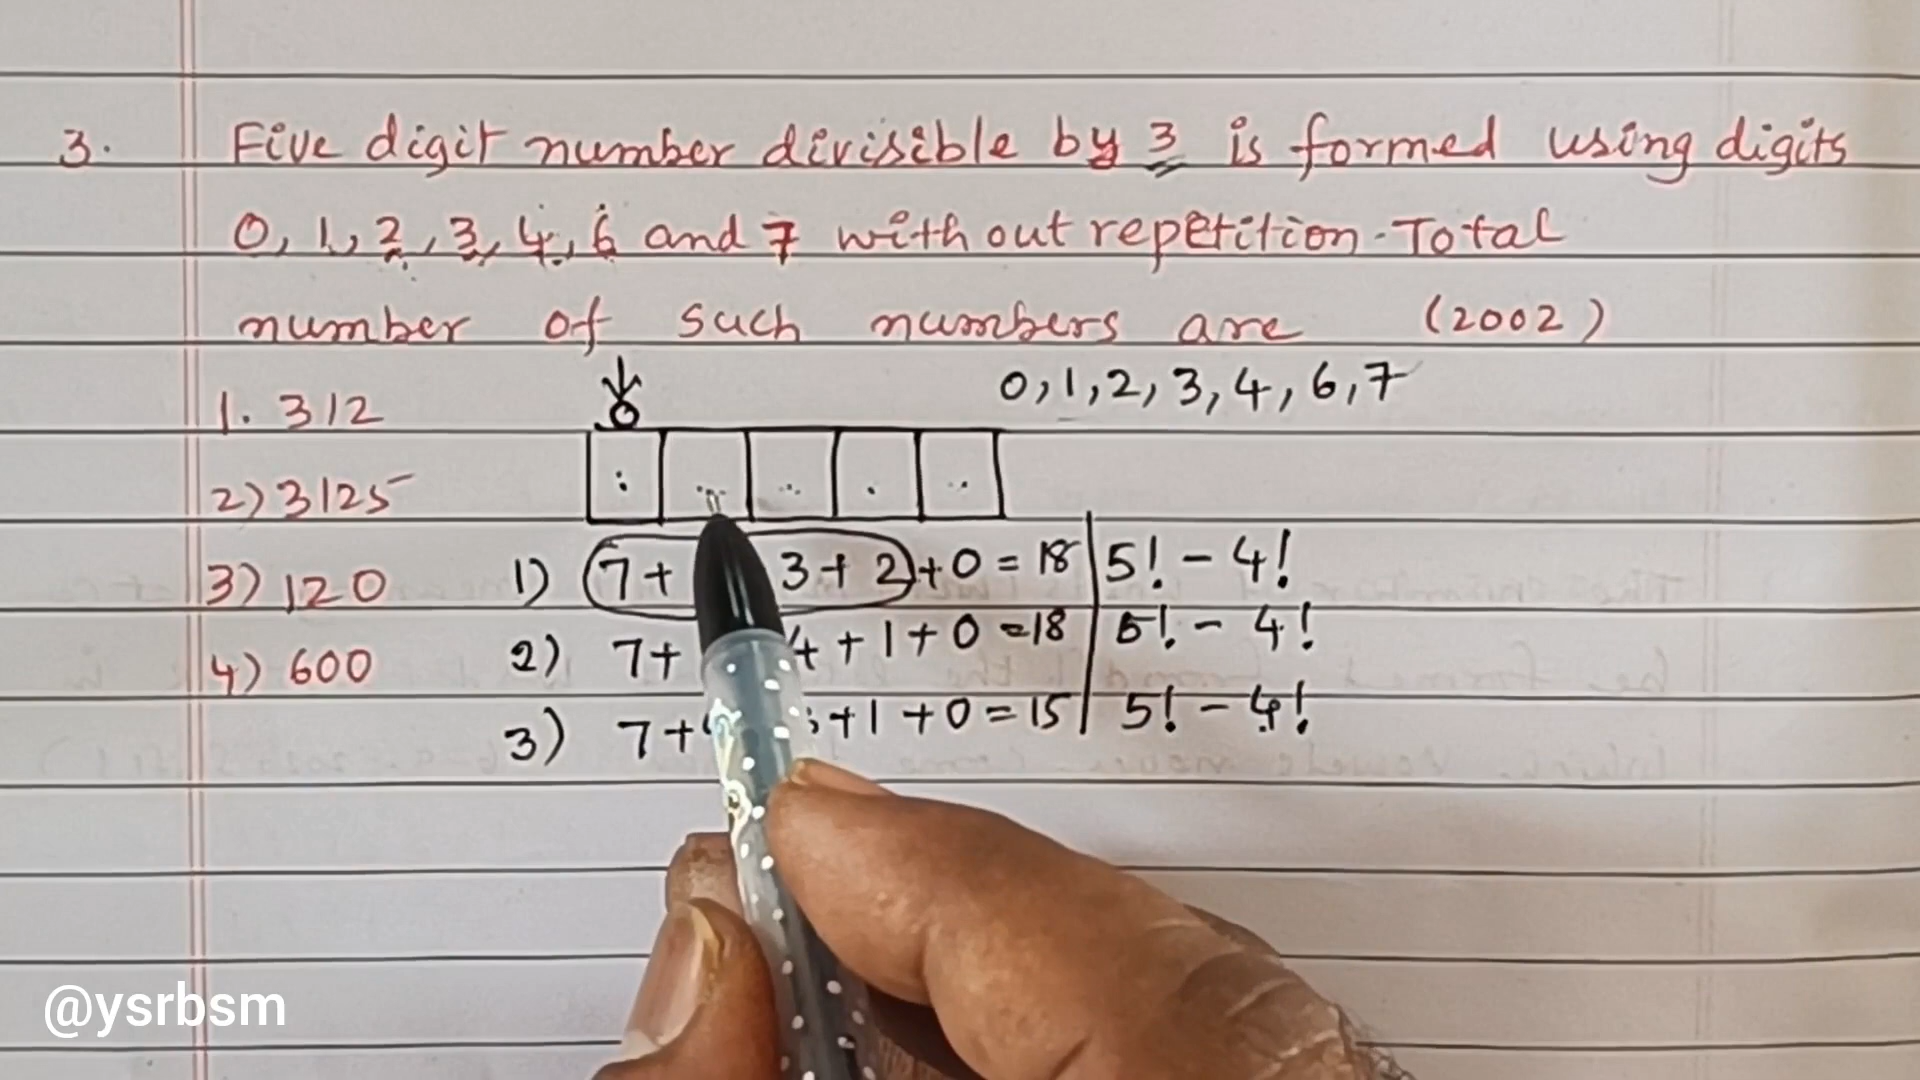 3. Five digit number divisible by 3 is formed using digits
0, 1, 2, 3, 4, 6 and 7 without repetition. Total
number of such numbers are (2002)
0, 1, 2, 3, 4, 6, 7
1. 312
0
2) 3125
3) 120
1) 7+ 3+ 2+0 = 18 5! - 4!
4) 600
2) 7+ 4+1+0 =18 5! - 4!
3) 7+ +1+0=15 5! - 4!
@ysrbsm